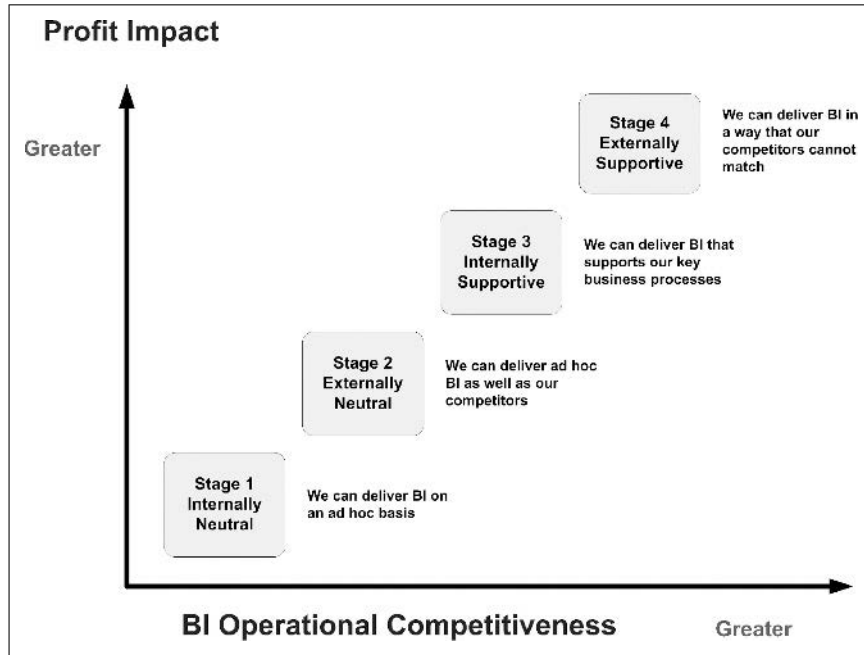 Profit Impact
Greater
Stage 4
Externally
Supportive
We can deliver BI in
a way that our
competitors cannot
match
Stage 3
Internally
Supportive
We can deliver BI that
supports our key
business processes
Stage 2
Externally
Neutral
We can deliver ad hoc
BI as well as our
competitors
Stage 1
Internally
Neutral
We can deliver BI on
an ad hoc basis
BI Operational Competitiveness
Greater